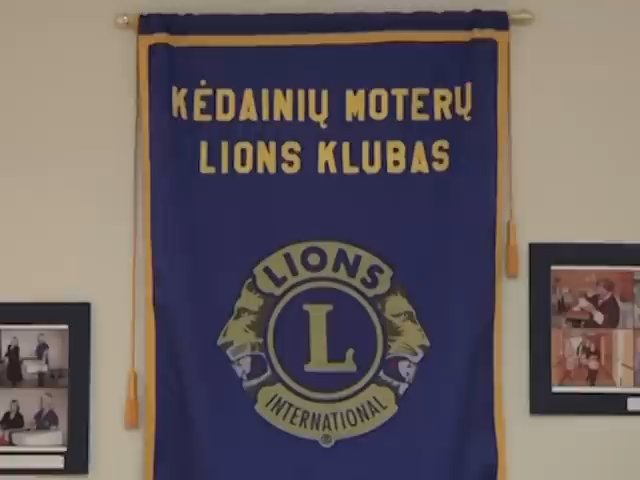 KĖDAINIŲ MOTERŲ
LIONS KLUBAS
LIONS
L
INTERNATIONAL
®